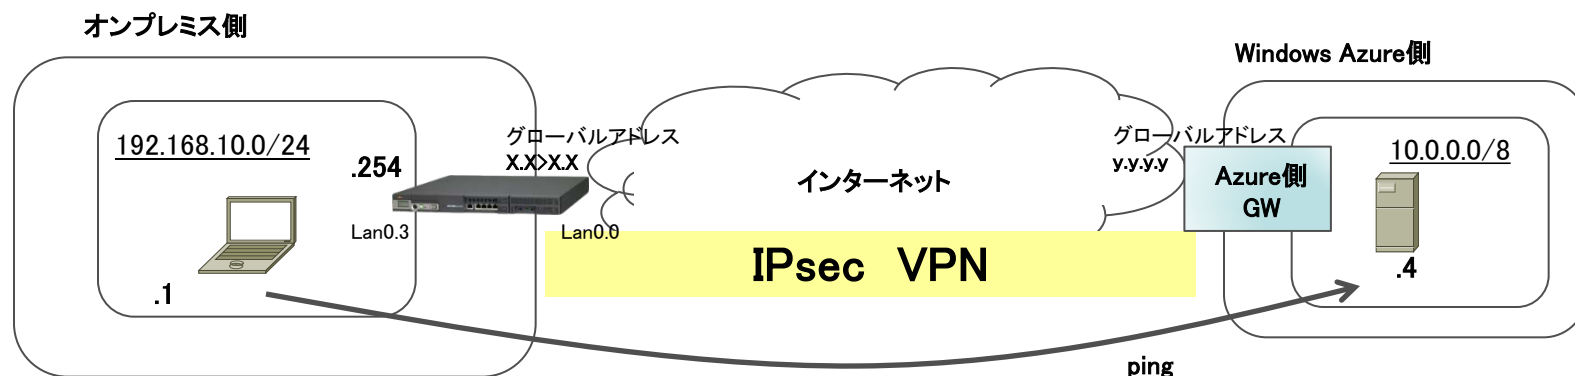 オンプレミス側
Windows Azure側
192.168.10.0/24
.254
グローバルアドレス
X.X>X.X
インターネット
グローバルアドレス
y.y.y.y
Azure側
GW
10.0.0.0/8
Lan0.3
Lan0.0
IPsec VPN
.1
.4
ping